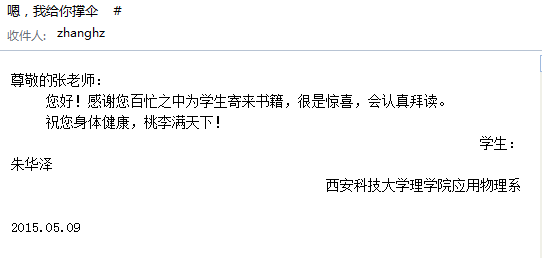 嗯，我给你撑伞 #
收件人： zhanghz
尊敬的张老师：
您好！感谢您百忙之中为学生寄来书籍，很是惊喜，会认真拜读。
祝您身体健康，桃李满天下！
学生：
朱华泽
西安科技大学理学院应用物理系
2015.05.09